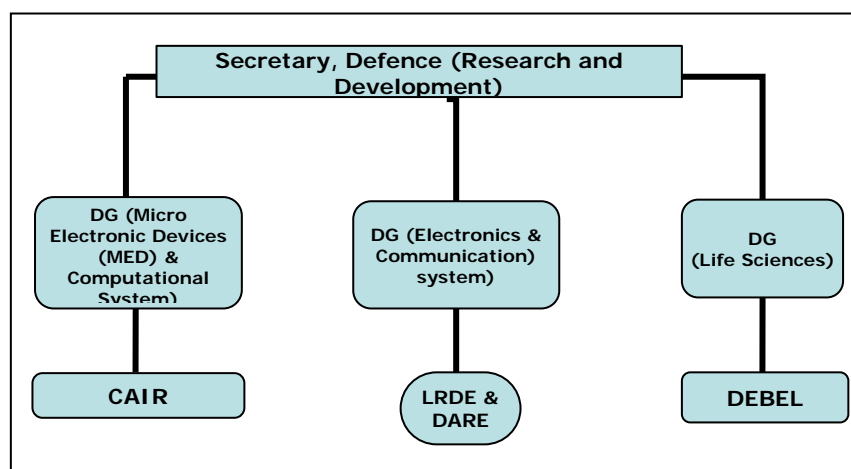 Secretary, Defence (Research and
Development)
DG (Micro
Electronic Devices
(MED) &
Computational
System)
DG (Electronics &
Communication)
system)
DG
(Life Sciences)
CAIR
LRDE &
DARE
DEBEL